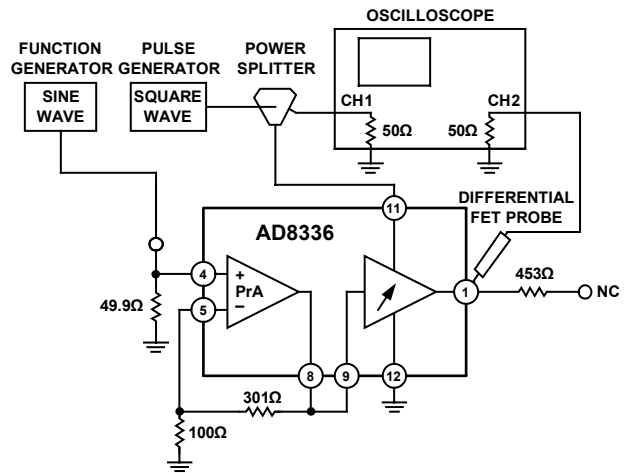 OSCILLOSCOPE
FUNCTION
GENERATOR
PULSE
GENERATOR
POWER
SPLITTER
SINE
WAVE
SQUARE
WAVE
CH1
CH2
50Ω
50Ω
DIFFERENTIAL
FET PROBE
11
AD8336
453Ω
4
+
PrA
–
5
1
NC
49.9Ω
8
9
12
301Ω
100Ω